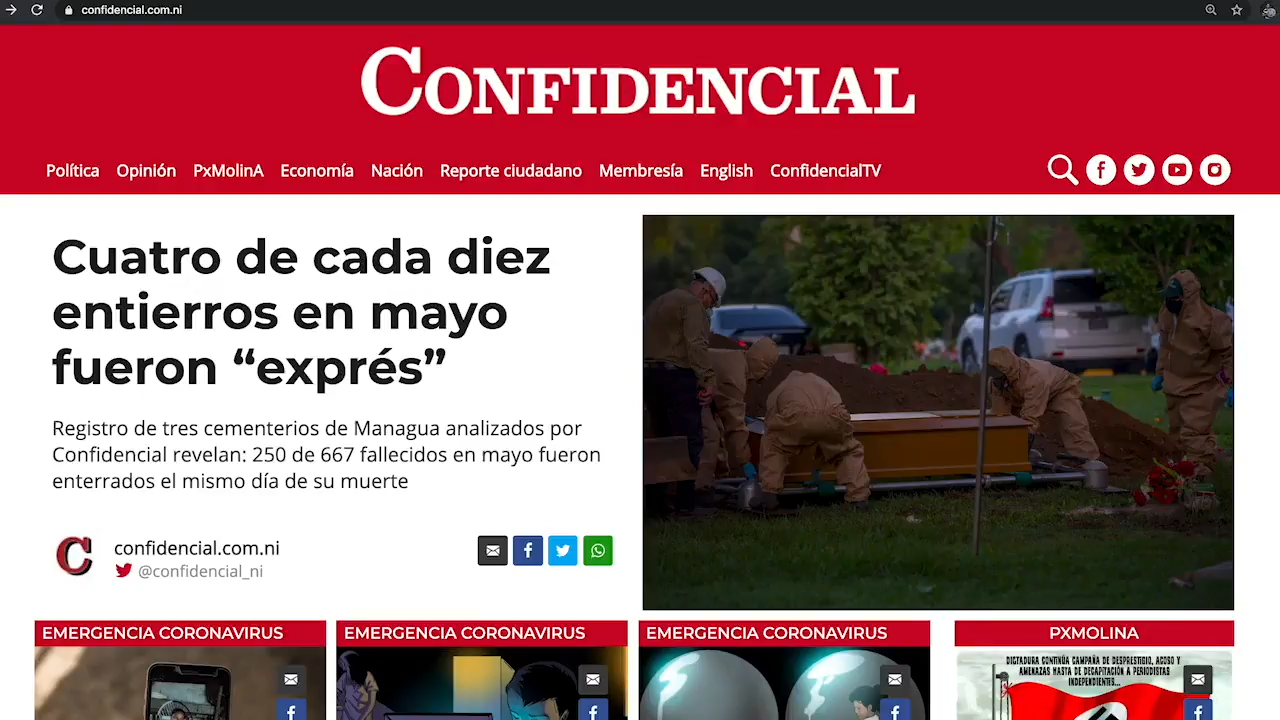 confidencial.com.ni
CONFIDENCIAL
Política Opinión PxMolinA Economía Nación Reporte ciudadano Membresía English ConfidencialTV
Cuatro de cada diez
entierros en mayo
fueron “exprés”
Registro de tres cementerios de Managua analizados por
Confidencial revelan: 250 de 667 fallecidos en mayo fueron
enterrados el mismo día de su muerte
C
confidencial.com.ni
@confidencial_ni
EMERGENCIA CORONAVIRUS
EMERGENCIA CORONAVIRUS
EMERGENCIA CORONAVIRUS
PXMOLINA
DICTADURA CONTINÚA CAMPAÑA DE DESPRESTIGIO, ACOSO Y
AMENAZAS HASTA DE DECAPITACIÓN A PERIODISTAS
INDEPENDIENTES...